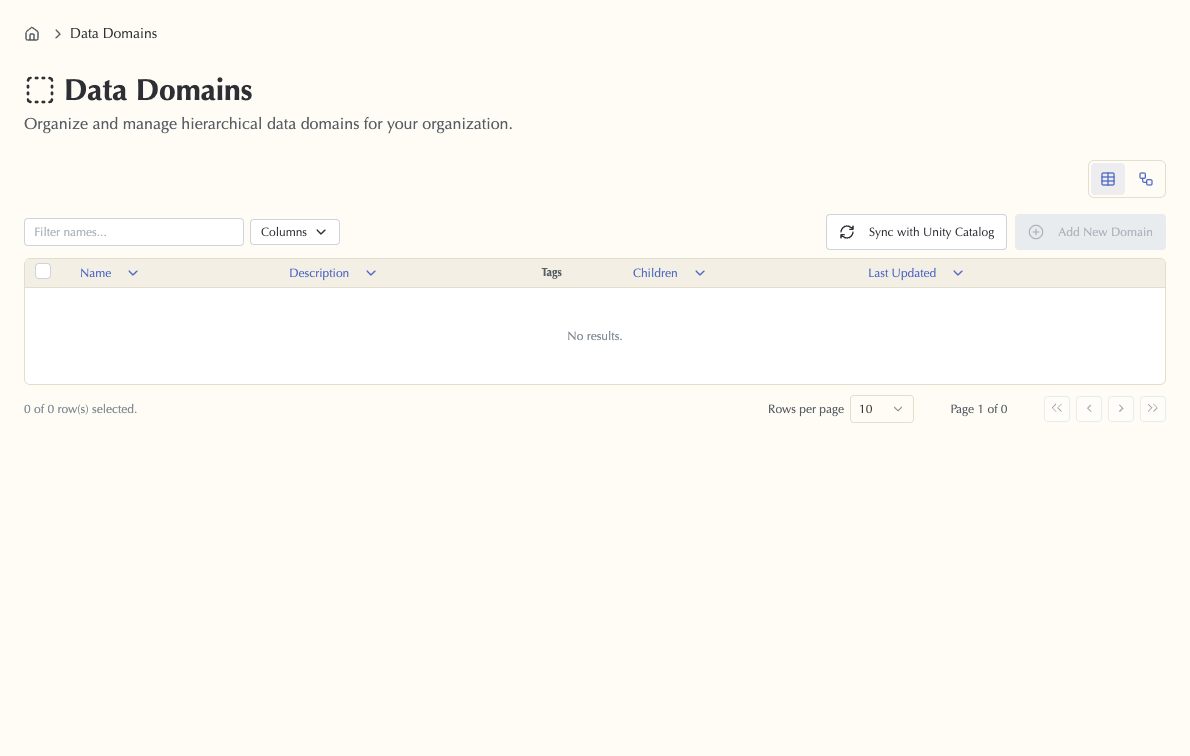 Data Domains
Data Domains
Organize and manage hierarchical data domains for your organization.
Filter names...
Columns
Sync with Unity Catalog
Add New Domain
Name
Description
Tags
Children
Last Updated
No results.
0 of 0 row(s) selected.
Rows per page
10
Page 1 of 0